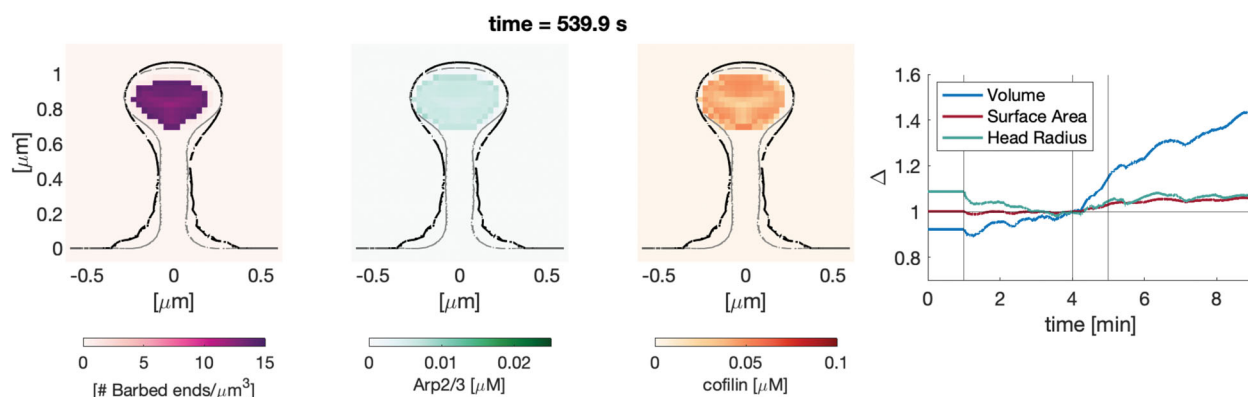 time = 539.9 s
[μm]
1
0.8
0.6
0.4
0.2
0
-0.5 0 0.5
[μm]
0 5 10 15
[# Barbed ends/μm³]
-0.5 0 0.5
[μm]
0 0.01 0.02
Arp2/3 [μM]
-0.5 0 0.5
[μm]
0 0.05 0.1
cofilin [μM]
Δ
1.6
1.4
1.2
1
0.8
Volume
Surface Area
Head Radius
0 2 4 6 8
time [min]